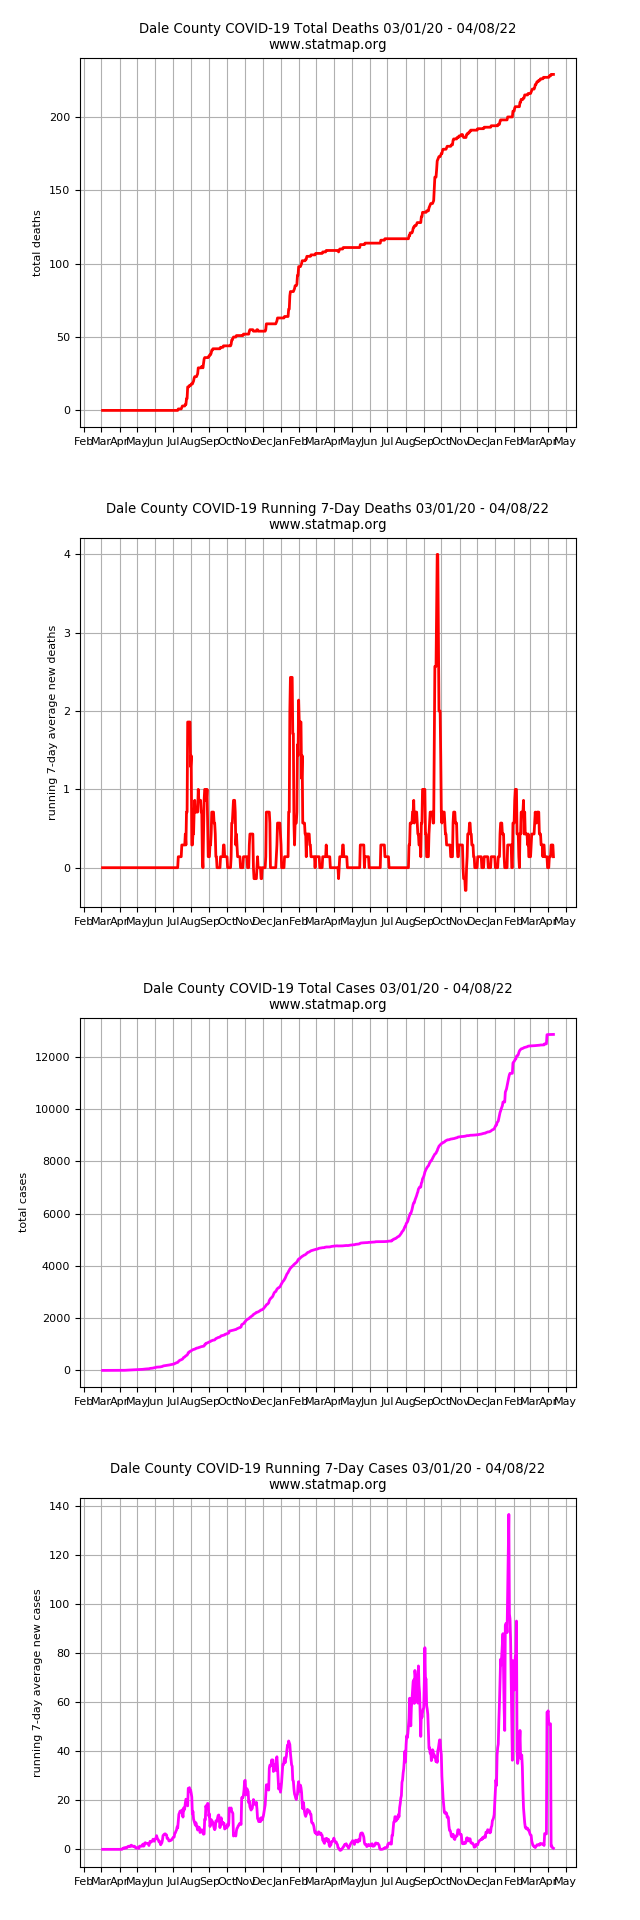 Dale County COVID-19 Total Deaths 03/01/20 - 04/08/22
www.statmap.org
200
150
100
50
0
total deaths
Feb Mar Apr May Jun Jul Aug Sep Oct Nov Dec Jan Feb Mar Apr May Jun Jul Aug Sep Oct Nov Dec Jan Feb Mar Apr May
Dale County COVID-19 Running 7-Day Deaths 03/01/20 - 04/08/22
www.statmap.org
4
3
2
1
0
running 7-day average new deaths
Feb Mar Apr May Jun Jul Aug Sep Oct Nov Dec Jan Feb Mar Apr May Jun Jul Aug Sep Oct Nov Dec Jan Feb Mar Apr May
Dale County COVID-19 Total Cases 03/01/20 - 04/08/22
www.statmap.org
12000
10000
8000
6000
4000
2000
0
total cases
Feb Mar Apr May Jun Jul Aug Sep Oct Nov Dec Jan Feb Mar Apr May Jun Jul Aug Sep Oct Nov Dec Jan Feb Mar Apr May
Dale County COVID-19 Running 7-Day Cases 03/01/20 - 04/08/22
www.statmap.org
140
120
100
80
60
40
20
0
running 7-day average new cases
Feb Mar Apr May Jun Jul Aug Sep Oct Nov Dec Jan Feb Mar Apr May Jun Jul Aug Sep Oct Nov Dec Jan Feb Mar Apr May